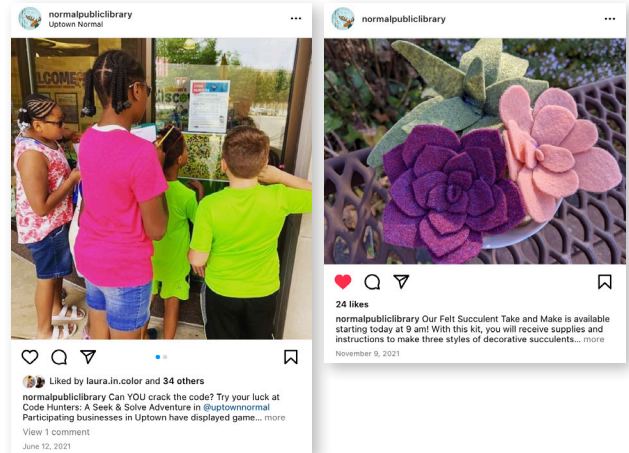 normalpubliclibrary
Uptown Normal
LCOME
ISCO
Liked by laura.in.color and 34 others
normalpubliclibrary Can YOU crack the code? Try your luck at
Code Hunters: A Seek & Solve Adventure in @uptownnormal
Participating businesses in Uptown have displayed game... more
View 1 comment
June 12, 2021
normalpubliclibrary
24 likes
normalpubliclibrary Our Felt Succulent Take and Make is available
starting today at 9 am! With this kit, you will receive supplies and
instructions to make three styles of decorative succulents... more
November 9, 2021